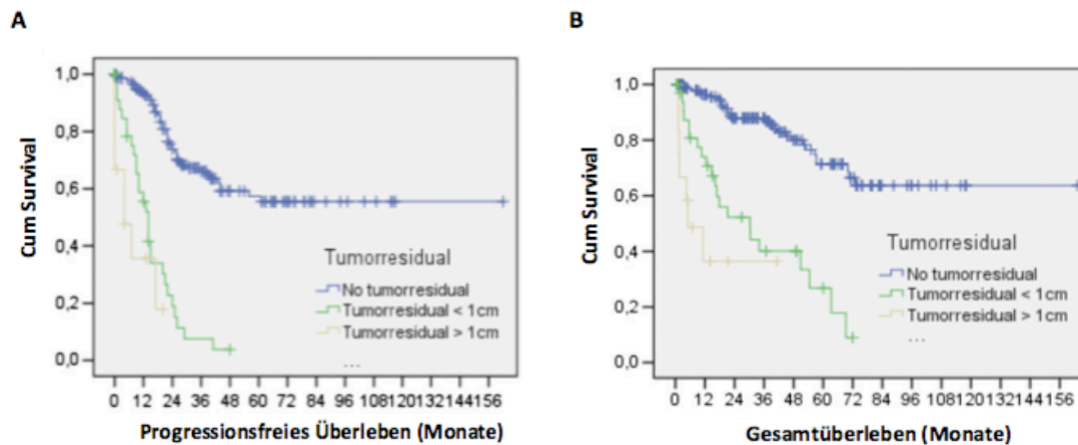 A
Cum Survival
1,0
0,8
0,6
0,4
0,2
0,0
Tumorresidual
No tumorresidual
Tumorresidual < 1cm
Tumorresidual > 1cm
...
0 12 24 36 48 60 72 84 96 108120132144156
Progressionsfreies Überleben (Monate)
B
Cum Survival
1,0
0,8
0,6
0,4
0,2
0,0
Tumorresidual
No tumorresidual
Tumorresidual < 1cm
Tumorresidual > 1cm
...
0 12 24 36 48 60 72 84 96 108120132144156
Gesamtüberleben (Monate)